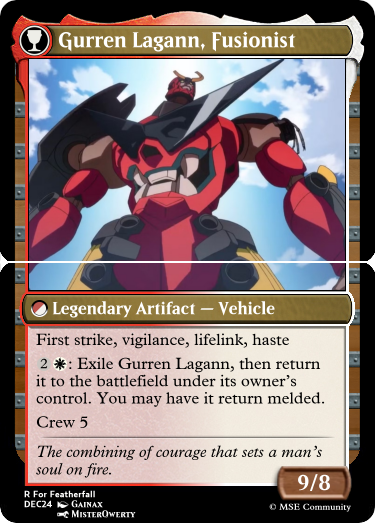 Gurren Lagann, Fusionist
Legendary Artifact — Vehicle
First strike, vigilance, lifelink, haste
2 : Exile Gurren Lagann, then return
it to the battlefield under its owner's
control. You may have it return melded.
Crew 5
The combining of courage that sets a man's
soul on fire.
9/8
R For Featherfall
DEC24 GAINAX
MISTEROWERTY
© MSE Community